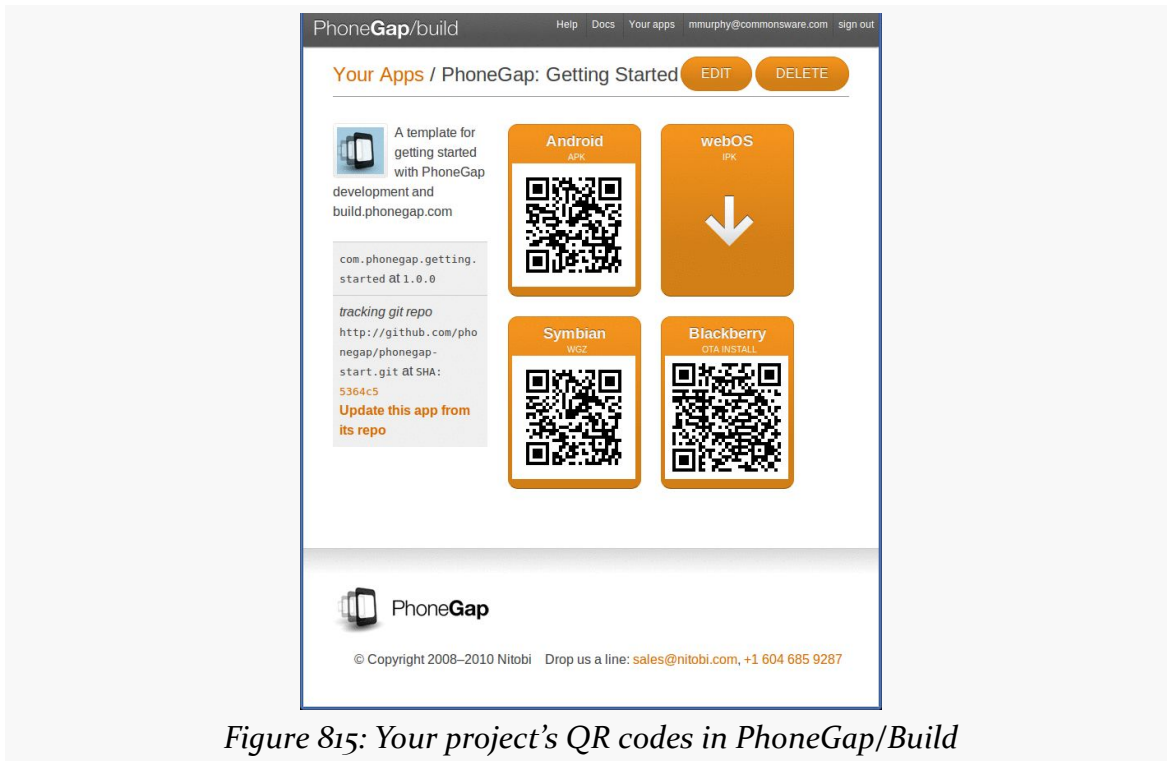 PhoneGap/build
Help Docs Your apps mmurphy@commonsware.com sign out
Your Apps / PhoneGap: Getting Started
EDIT
DELETE
A template for
getting started
with PhoneGap
development and
build.phonegap.com
com.phonegap.getting.
started at 1.0.0
tracking git repo
http://github.com/pho
negap/phonegap-
start.git at SHA:
5364c5
Update this app from
its repo
Android
APK
webOS
IPK
Symbian
WGZ
Blackberry
OTA INSTALL
PhoneGap
© Copyright 2008–2010 Nitobi Drop us a line: sales@nitobi.com, +1 604 685 9287
Figure 815: Your project's QR codes in PhoneGap/Build